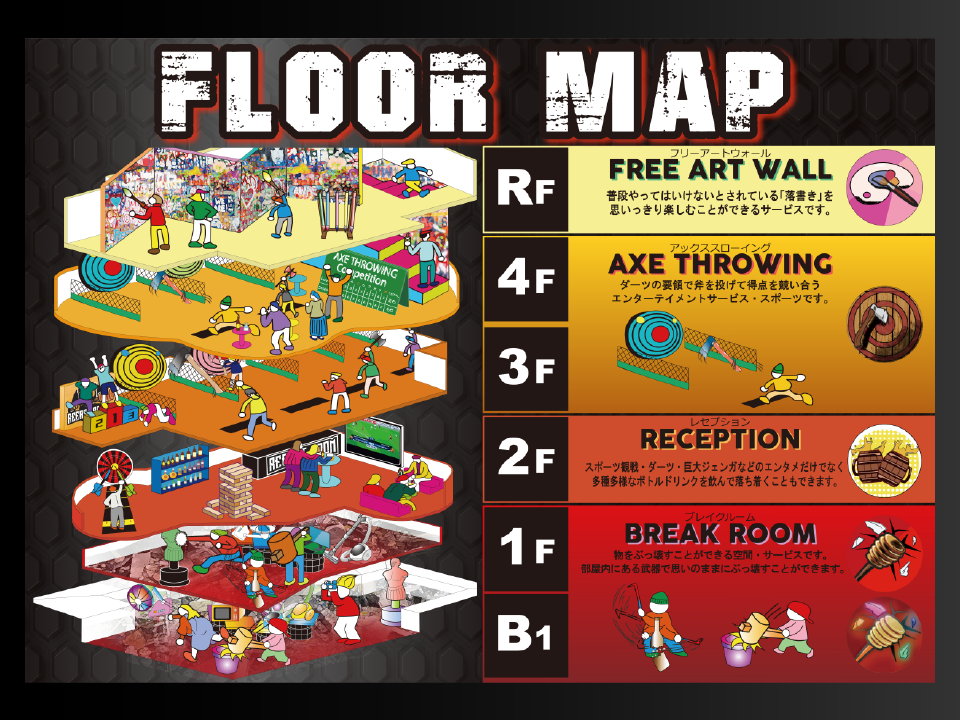 FLOOR MAP
RF
フリーアートウォール
FREE ART WALL
普段やってはいけないとされている「落書き」を
思いっきり楽しむことができるサービスです。
4F
アックススローイング
AXE THROWING
ダーツの要領で斧を投げて得点を競い合う
エンターテイメントサービス・スポーツです。
3F
2F
レセプション
RECEPTION
スポーツ観戦・ダーツ・巨大ジェンガなどのエンタメだけでなく
多種多様なボトルドリンクを飲んで落ち着くこともできます。
1F
ブレイクルーム
BREAK ROOM
物をぶっ壊すことができる空間・サービスです。
部屋内にある武器で思いのままにぶっ壊すことができます。
B1
AXE THROWING
Competition
2
0
3